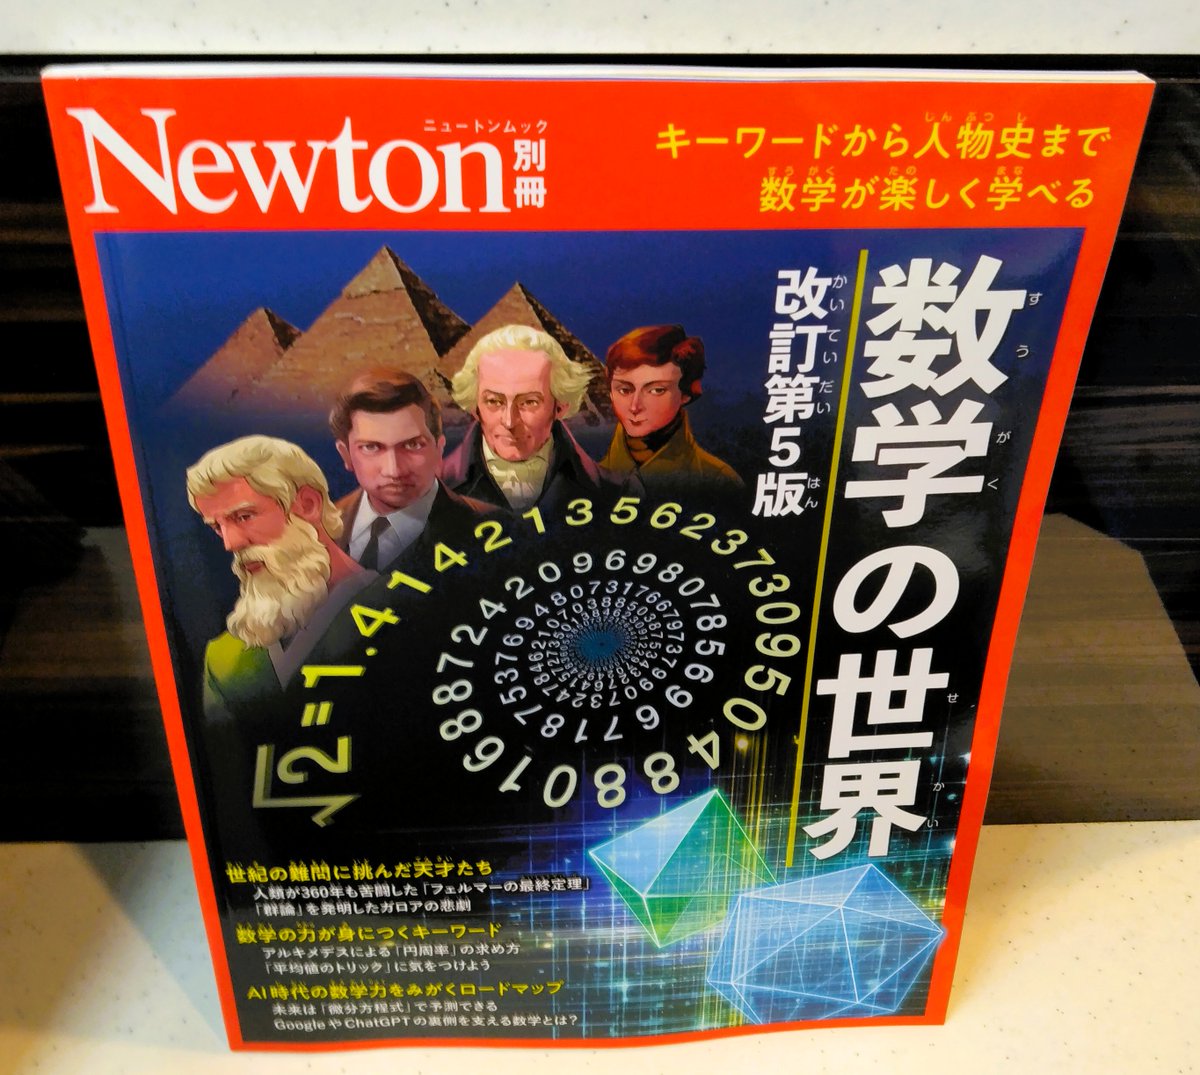 Newton別冊
ニュートンムック
キーワードから人物史まで
数学が楽しく学べる
数学の世界
改訂第5版
√2=1.41421356237309504880168872420969807856967187537694807317667973799
世紀の難問に挑んだ天才たち
人類が360年も苦闘した「フェルマーの最終定理」
「群論」を発明したガロアの悲劇
数学の力が身につくキーワード
アルキメデスによる「円周率」の求め方
「平均値のトリック」に気をつけよう
AI時代の数学力をみがくロードマップ
未来は「微分方程式」で予測できる
GoogleやChatGPTの裏側を支える数学とは?